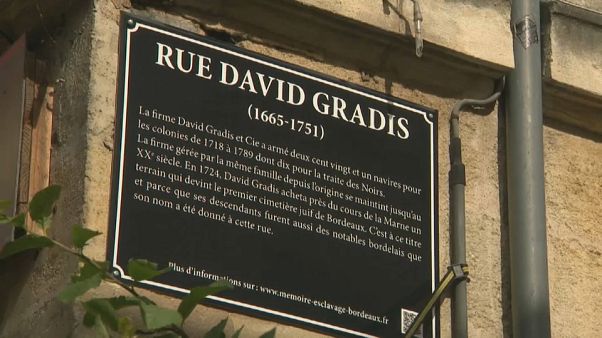 RUE DAVID GRADIS
(1665-1751)
La firme David Gradis et Cie a armé deux cent vingt et un navires pour
les colonies de 1718 à 1789 dont dix pour la traite des Noirs.
La firme gérée par la même famille depuis l'origine se maintint jusqu'au
XXe siècle. En 1724, David Gradis acheta près du cours de la Marne un
terrain qui devint le premier cimetière juif de Bordeaux. C'est à ce titre
et parce que ses descendants furent aussi des notables bordelais que
son nom a été donné à cette rue.
Plus d'informations sur : www.memoire-esclavage-bordeaux.fr